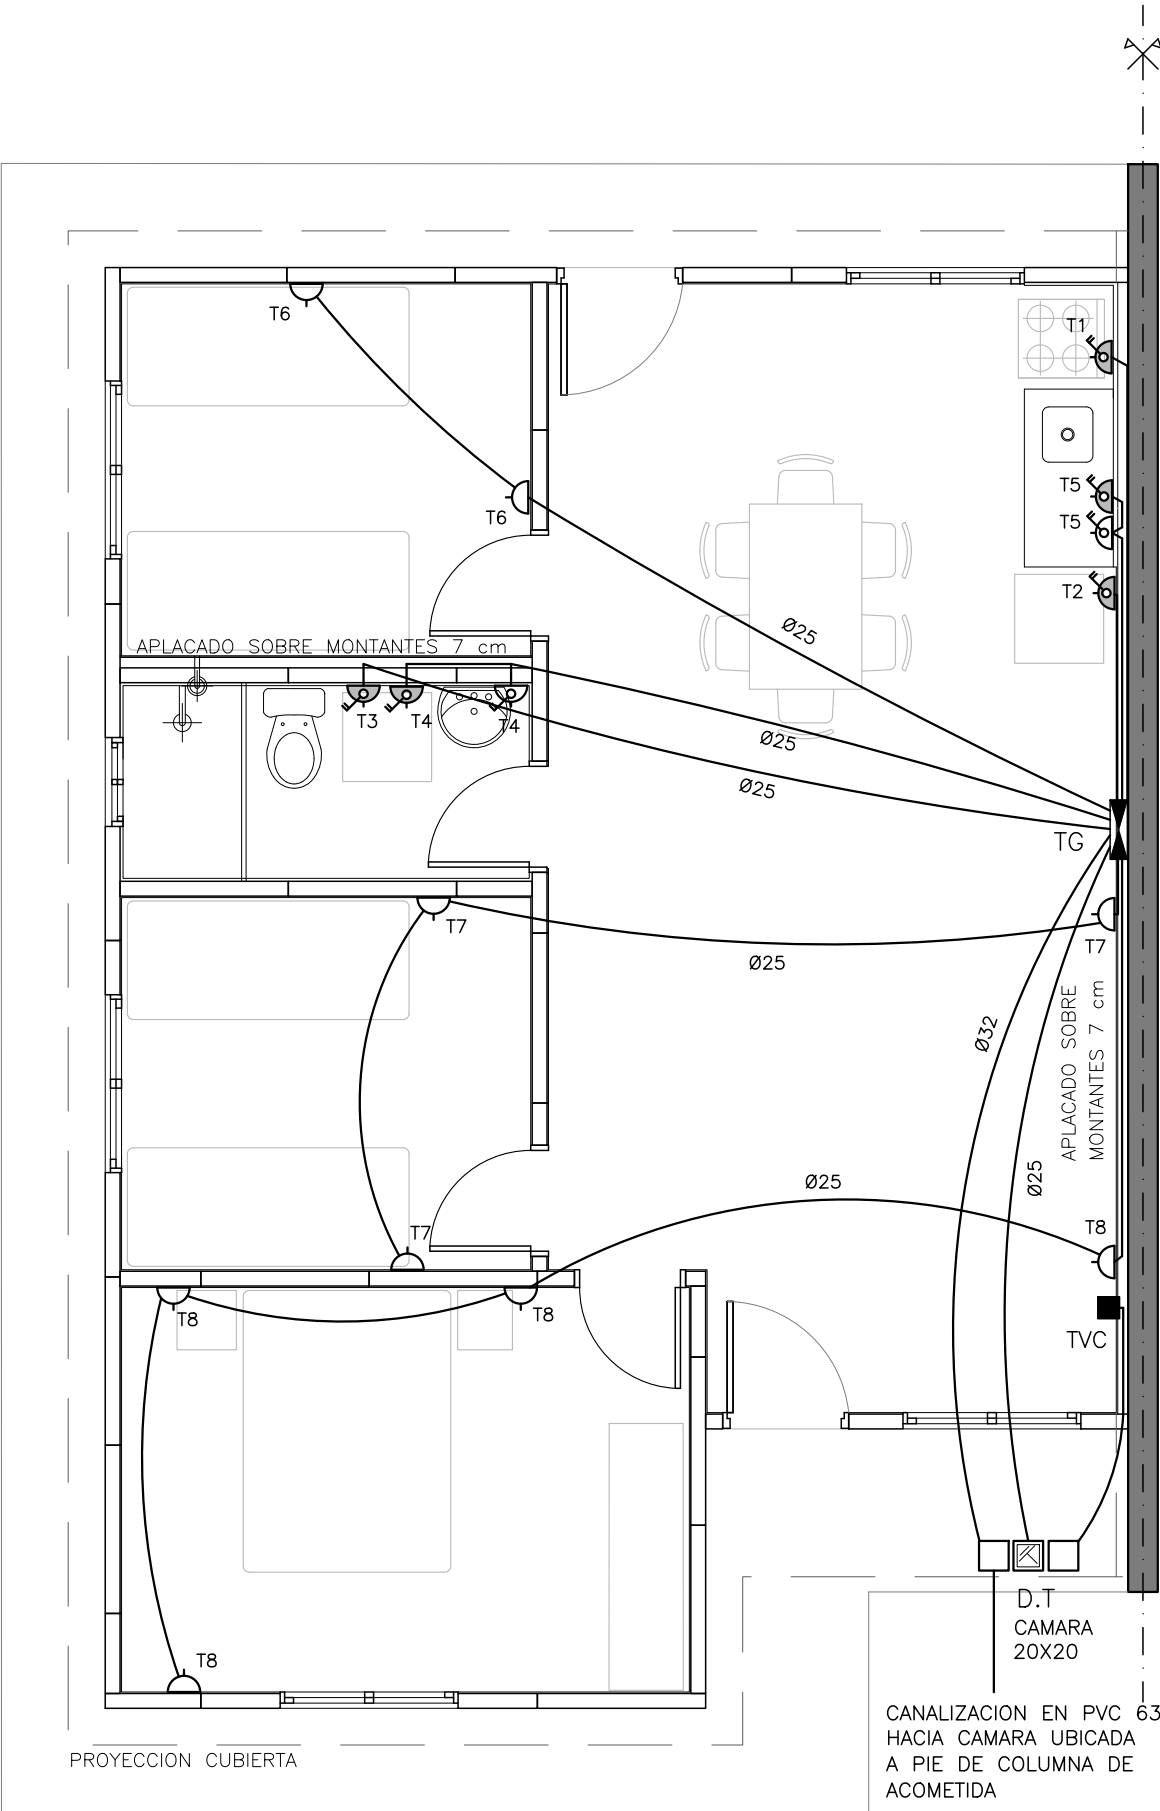 T6
T1
T5
T6
T5
T2
Ø25
APLACADO SOBRE MONTANTES 7 cm
T3
T4
T4
Ø25
Ø25
TG
T7
T7
Ø25
APLACADO SOBRE
MONTANTES 7 cm
Ø32
Ø25
Ø25
T7
T8
T8
T8
TVC
D.T
CAMARA
20X20
T8
CANALIZACION EN PVC 63
HACIA CAMARA UBICADA
A PIE DE COLUMNA DE
ACOMETIDA
PROYECCION CUBIERTA